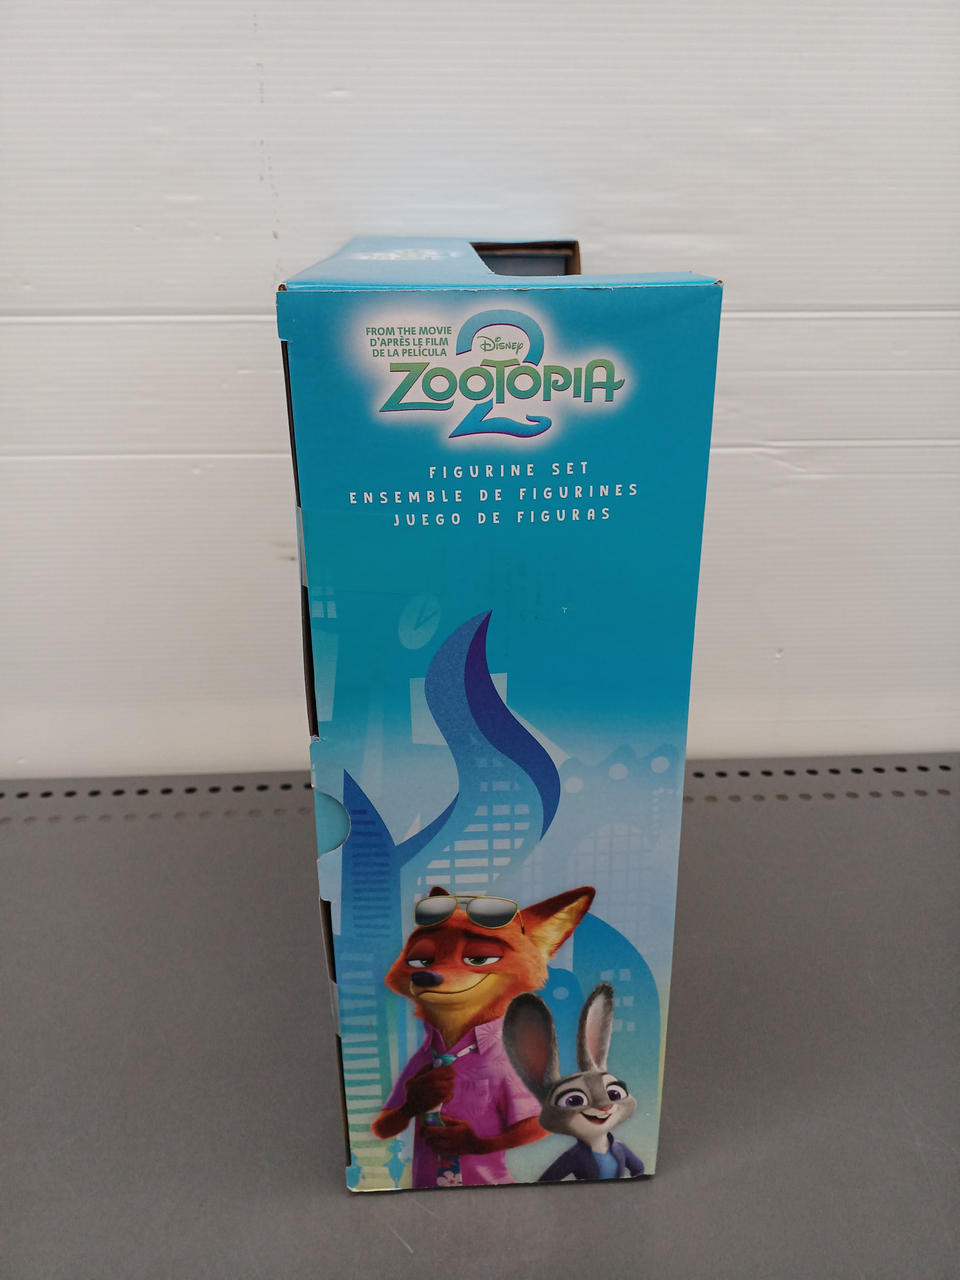 FROM THE MOVIE
D'APRÈS LE FILM
DE LA PELÍCULA
Disney
ZOOTOPIA
2
FIGURINE SET
ENSEMBLE DE FIGURINES
JUEGO DE FIGURAS